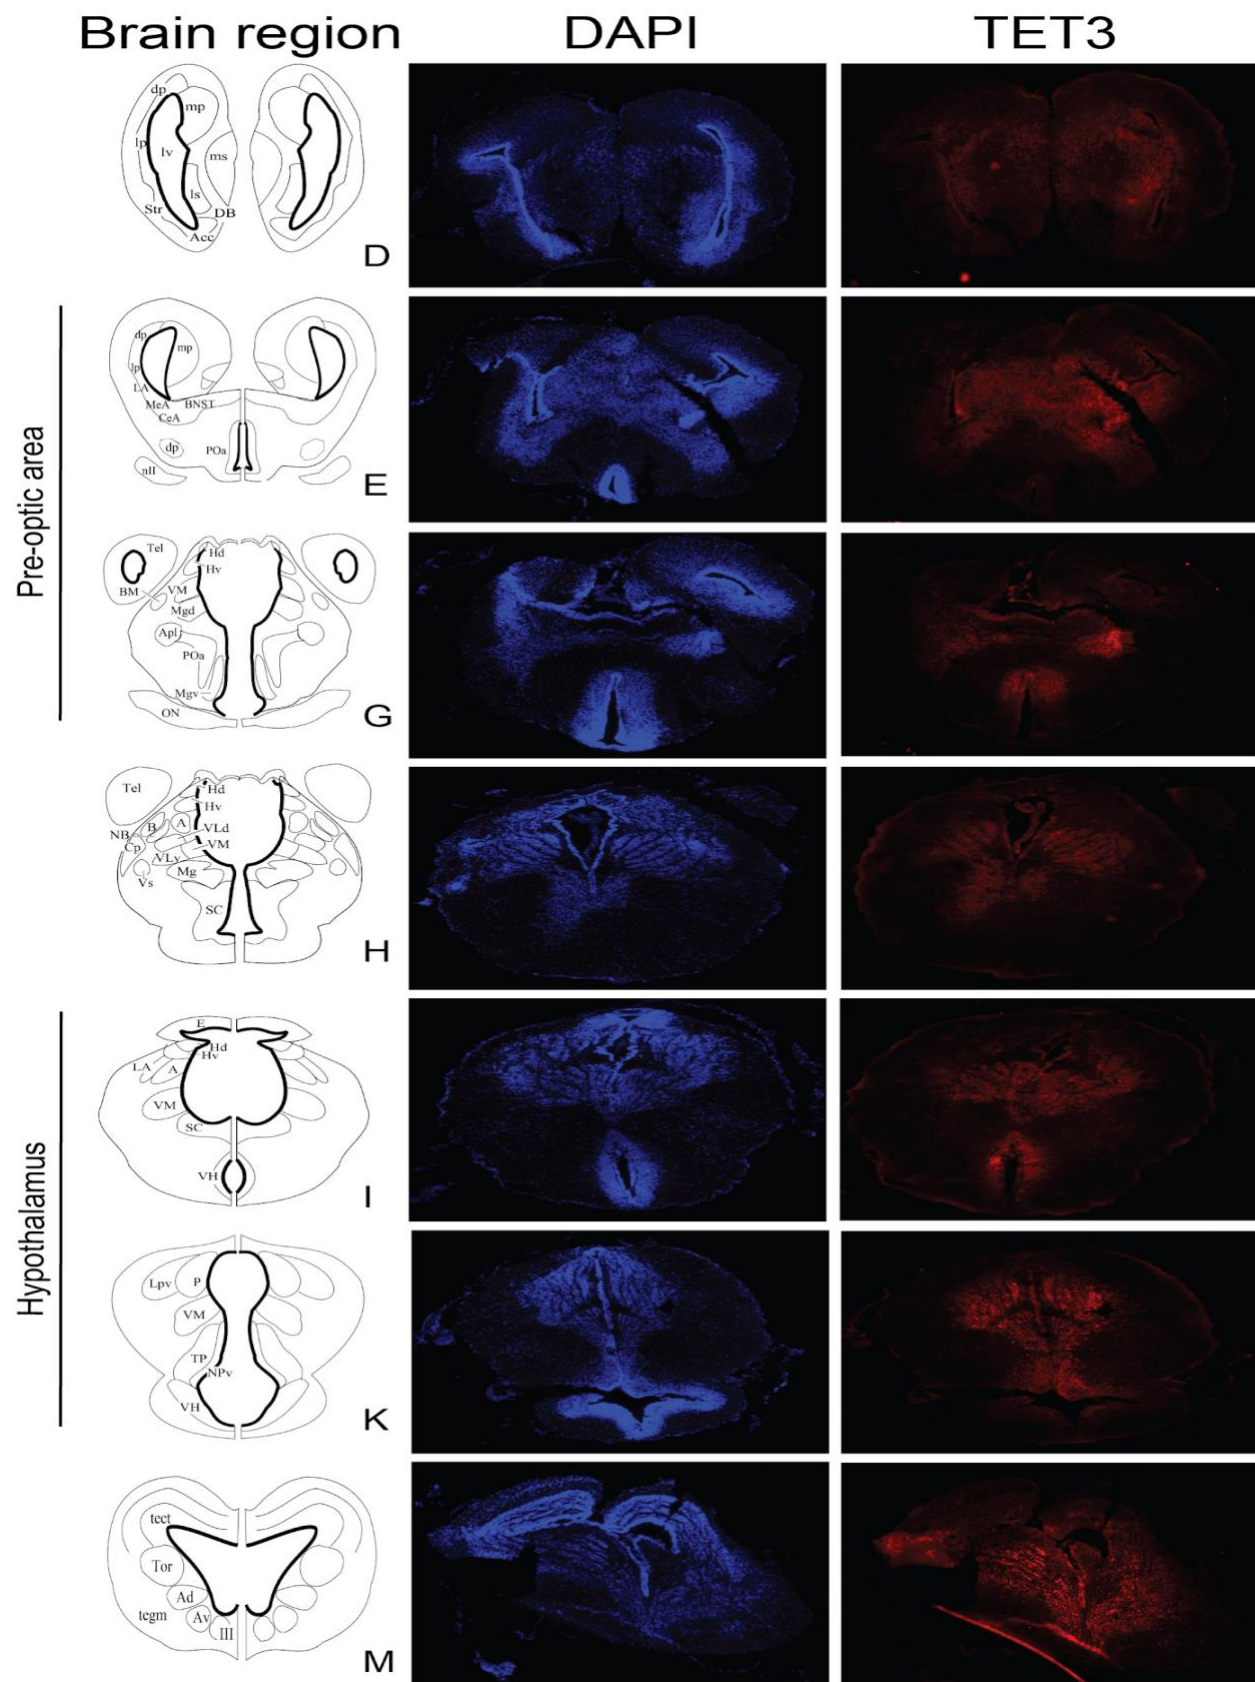 Brain region DAPI TET3
dp
mp
lp
lv
ms
ls
Str
DB
Acc
D
Pre-optic area
dp
mp
lp
LA
MeA
BNST
CeA
dp
POa
nII
E
Tel
Hd
Hv
BM
VM
Mgd
Apl
POa
Mgv
ON
G
Tel
Hd
Hv
B
A
NB
VLd
Cp
VM
VLv
Mg
Vs
SC
H
Hypothalamus
E
Hd
Hv
LA
A
VM
SC
VH
I
Lpv
P
VM
TP
NPv
VH
K
tect
Tor
Ad
tegm
Av
III
M